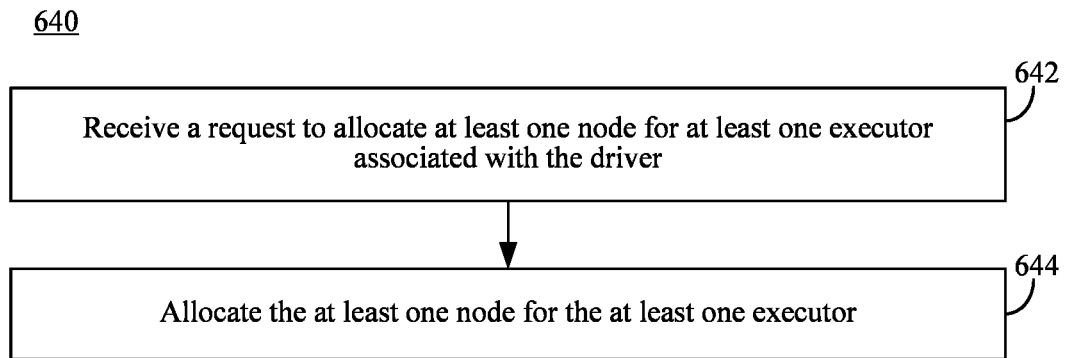 640
642
Receive a request to allocate at least one node for at least one executor
associated with the driver
644
Allocate the at least one node for the at least one executor